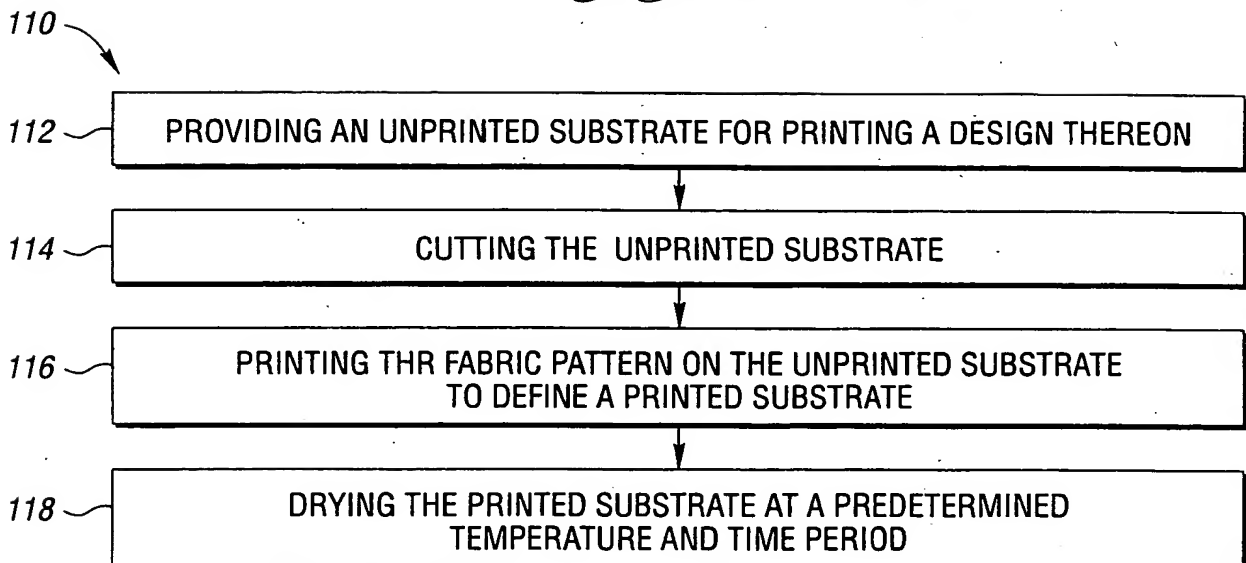 110
112 PROVIDING AN UNPRINTED SUBSTRATE FOR PRINTING A DESIGN THEREON
114 CUTTING THE UNPRINTED SUBSTRATE
116 PRINTING THR FABRIC PATTERN ON THE UNPRINTED SUBSTRATE
TO DEFINE A PRINTED SUBSTRATE
118 DRYING THE PRINTED SUBSTRATE AT A PREDETERMINED
TEMPERATURE AND TIME PERIOD